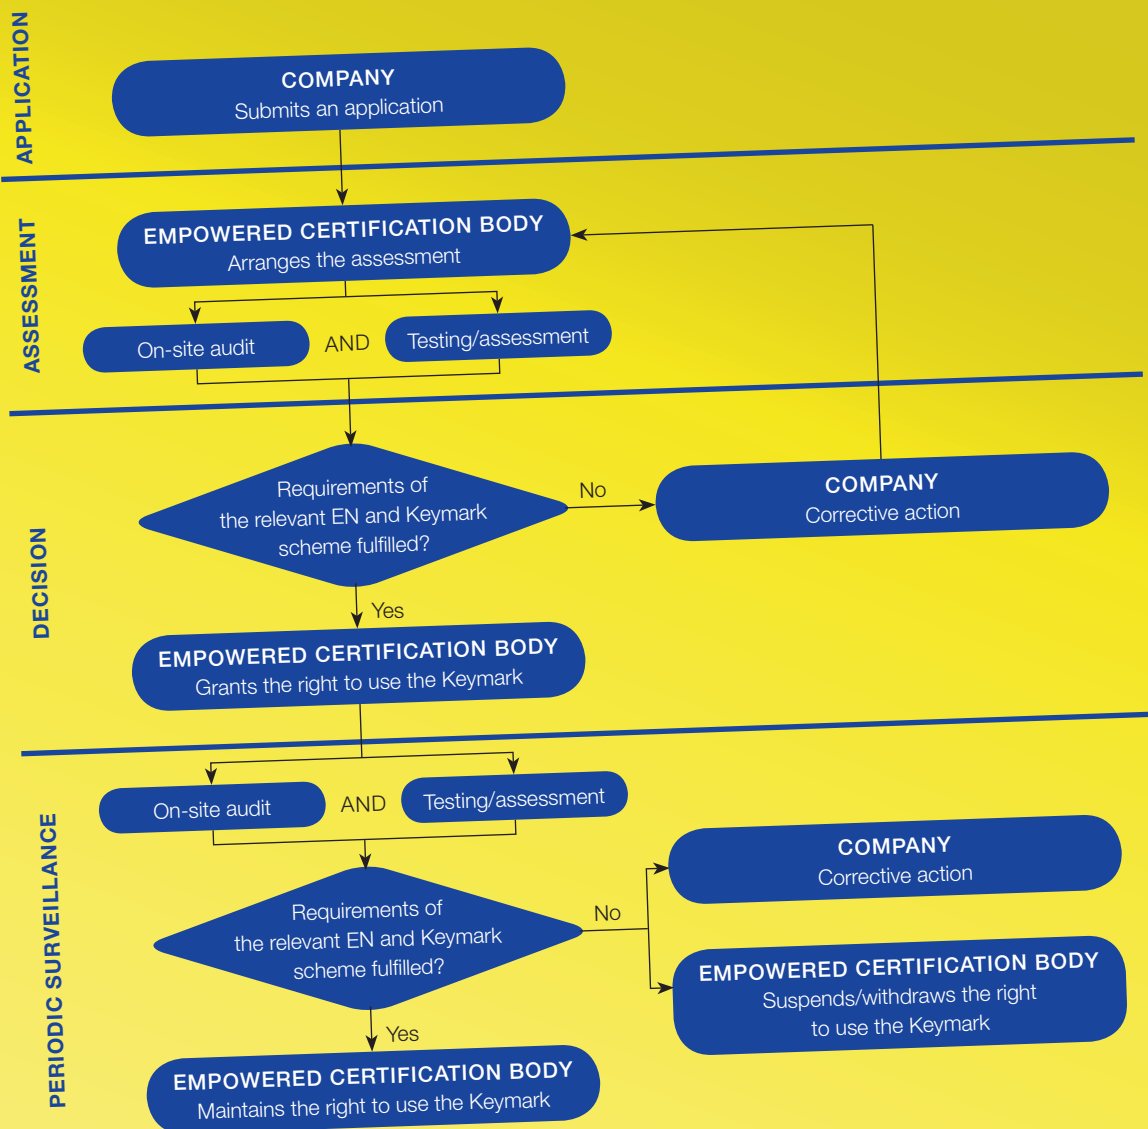 APPLICATION
COMPANY
Submits an application
ASSESSMENT
EMPOWERED CERTIFICATION BODY
Arranges the assessment
On-site audit
AND
Testing/assessment
DECISION
Requirements of
the relevant EN and Keymark
scheme fulfilled?
No
COMPANY
Corrective action
Yes
EMPOWERED CERTIFICATION BODY
Grants the right to use the Keymark
PERIODIC SURVEILLANCE
On-site audit
AND
Testing/assessment
Requirements of
the relevant EN and Keymark
scheme fulfilled?
No
COMPANY
Corrective action
EMPOWERED CERTIFICATION BODY
Suspends/withdraws the right
to use the Keymark
Yes
EMPOWERED CERTIFICATION BODY
Maintains the right to use the Keymark